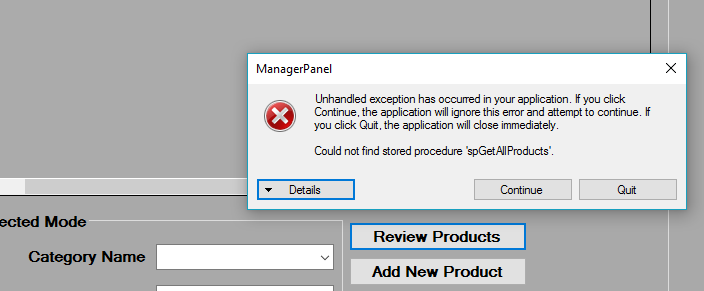 ManagerPanel
Unhandled exception has occurred in your application. If you click
Continue, the application will ignore this error and attempt to continue. If
you click Quit, the application will close immediately.
Could not find stored procedure 'spGetAllProducts'.
Details
Continue
Quit
ected Mode
Category Name
Review Products
Add New Product